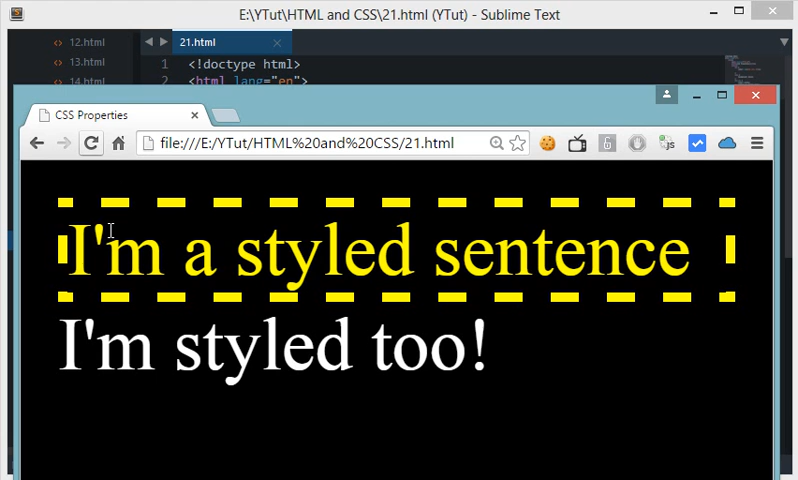 E:\YTut\HTML and CSS\21.html (YTut) - Sublime Text
12.html
21.html
1 <!doctype html>
13.html
2 <html lang="en">
14.html
CSS Properties
file:///E:/YTut/HTML%20and%20CSS/21.html
js
I'm a styled sentence
I'm styled too!